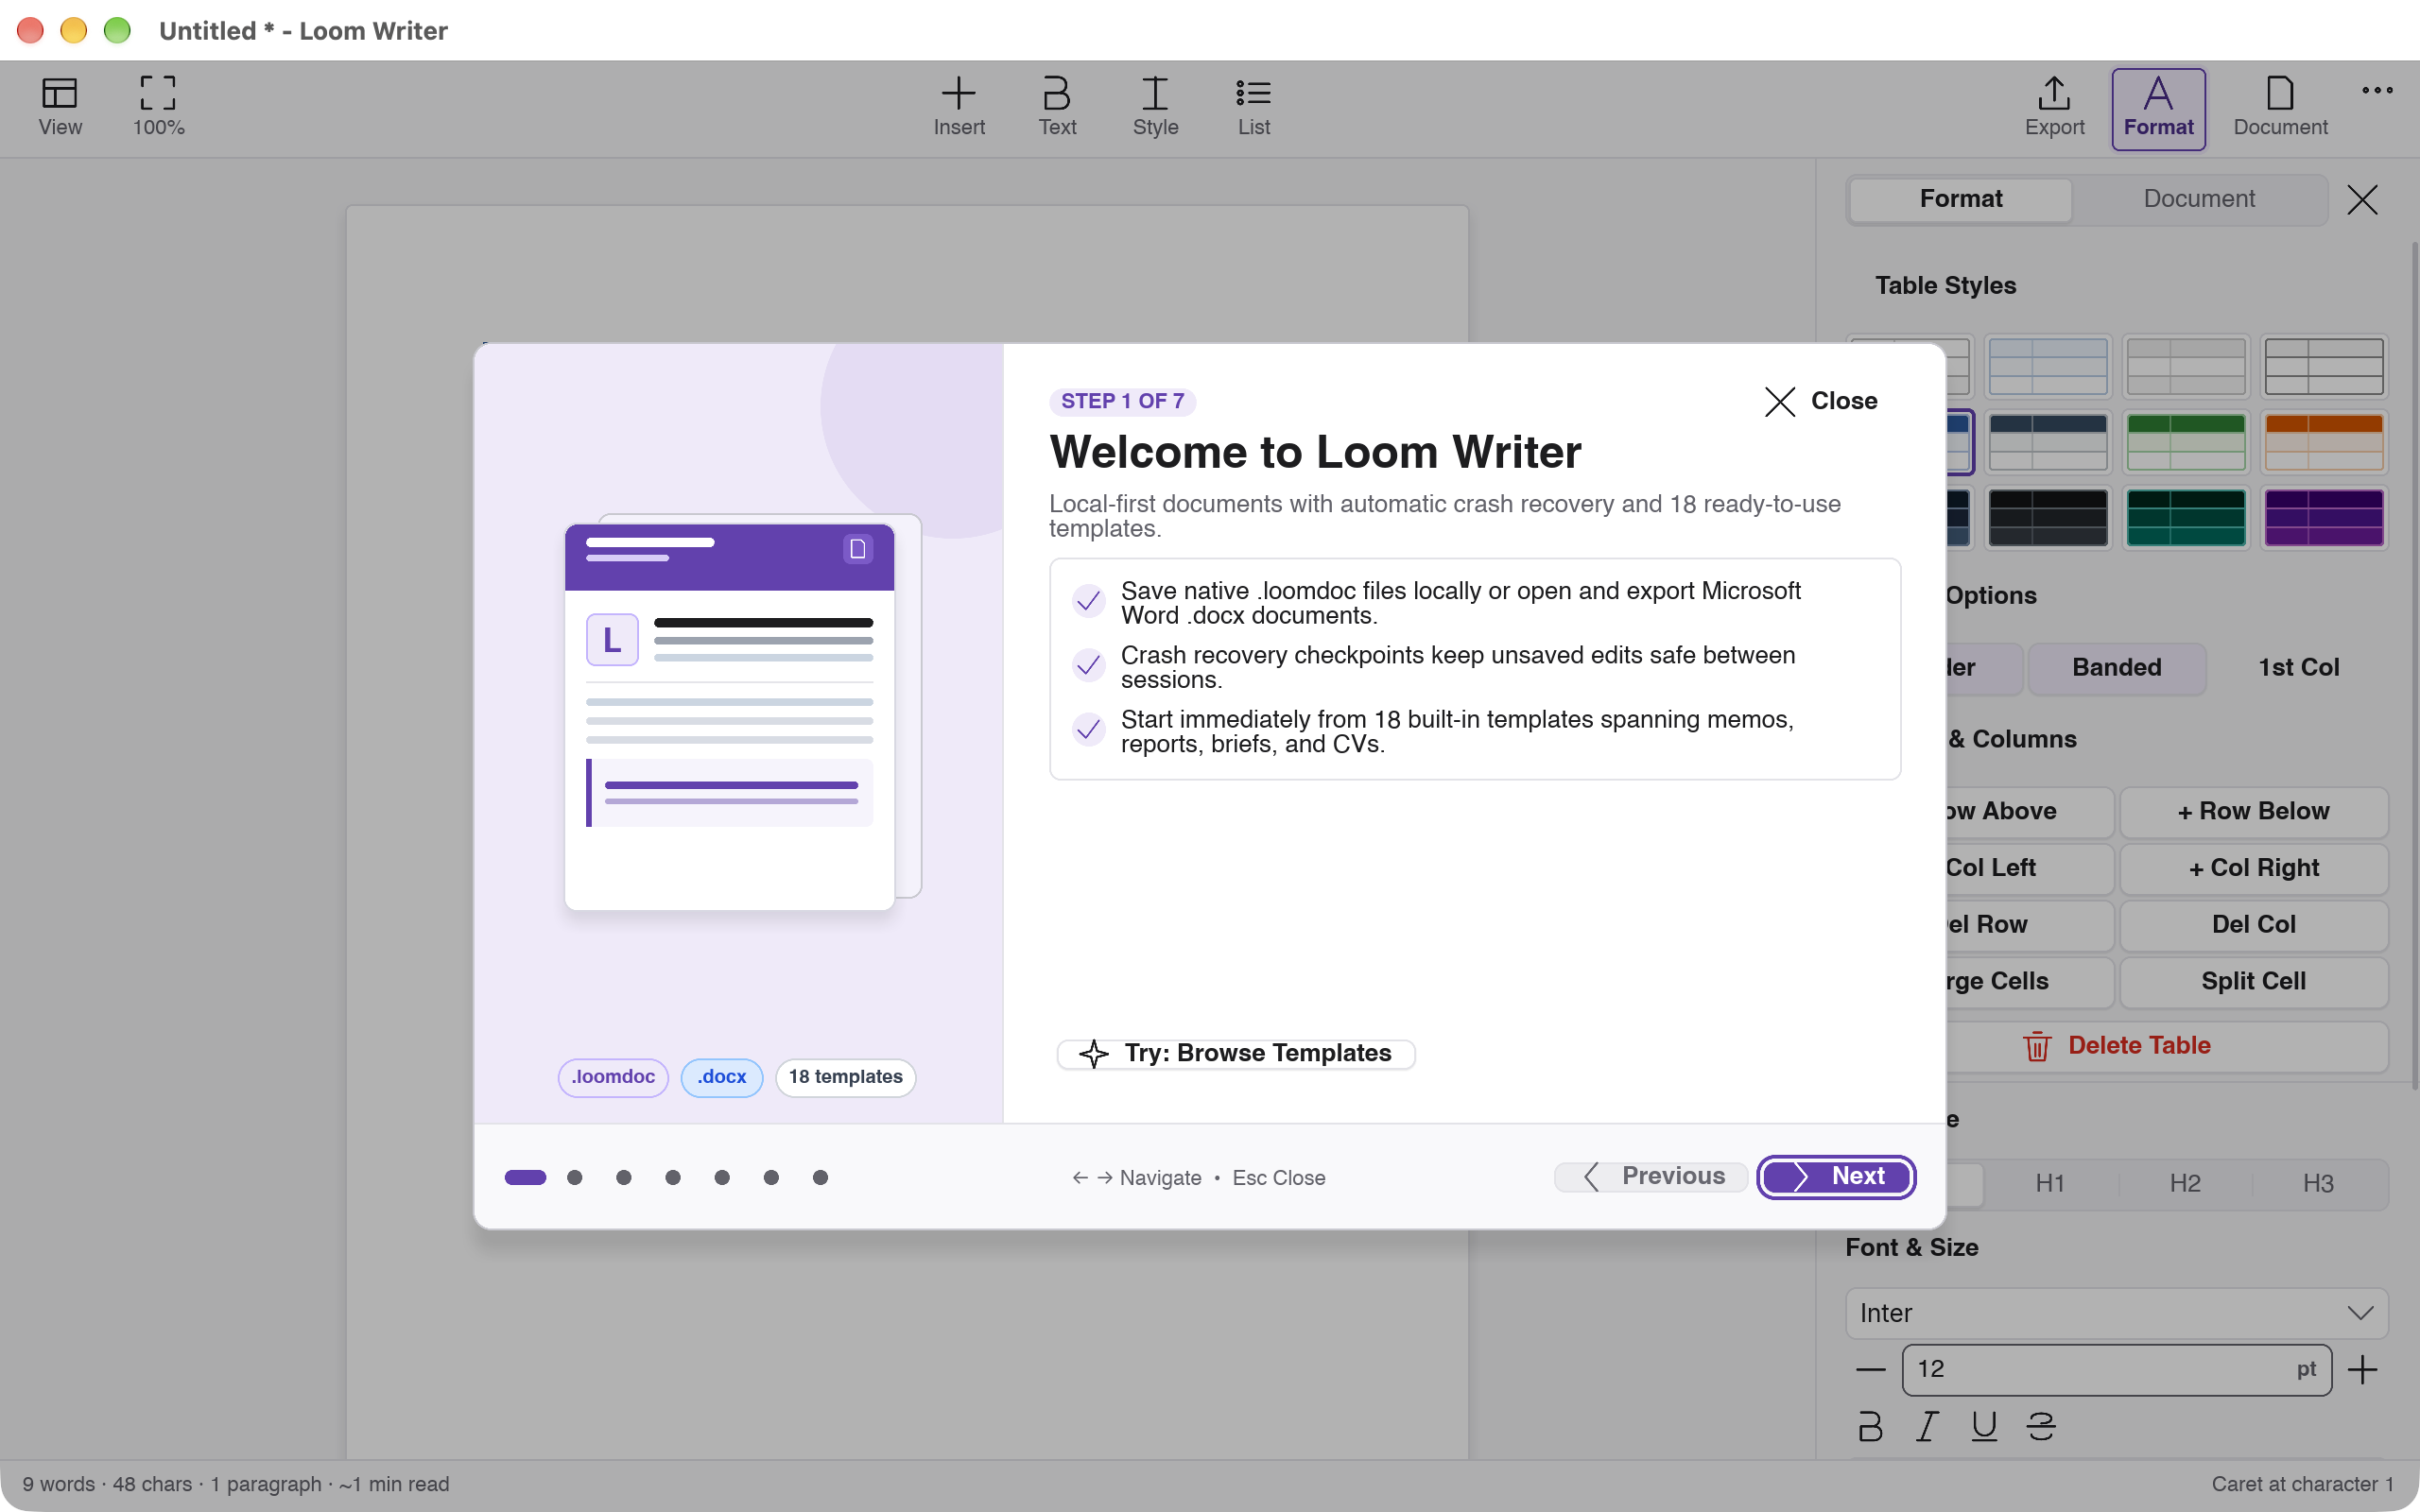 Untitled * - Loom Writer
View
100%
Insert
Text
Style
List
Export
Format
Document
Format
Document
Table Styles
STEP 1 OF 7
Close
Welcome to Loom Writer
Local-first documents with automatic crash recovery and 18 ready-to-use
templates.
L
Save native .loomdoc files locally or open and export Microsoft
Word .docx documents.
Crash recovery checkpoints keep unsaved edits safe between
sessions.
Start immediately from 18 built-in templates spanning memos,
reports, briefs, and CVs.
Try: Browse Templates
.loomdoc
.docx
18 templates
← → Navigate • Esc Close
Previous
Next
Options
Banded
1st Col
& Columns
Above
+ Row Below
Col Left
+ Col Right
Row
Del Col
Cells
Split Cell
Delete Table
H1
H2
H3
Font & Size
Inter
12
pt
B I U S
9 words · 48 chars · 1 paragraph · ~1 min read
Caret at character 1